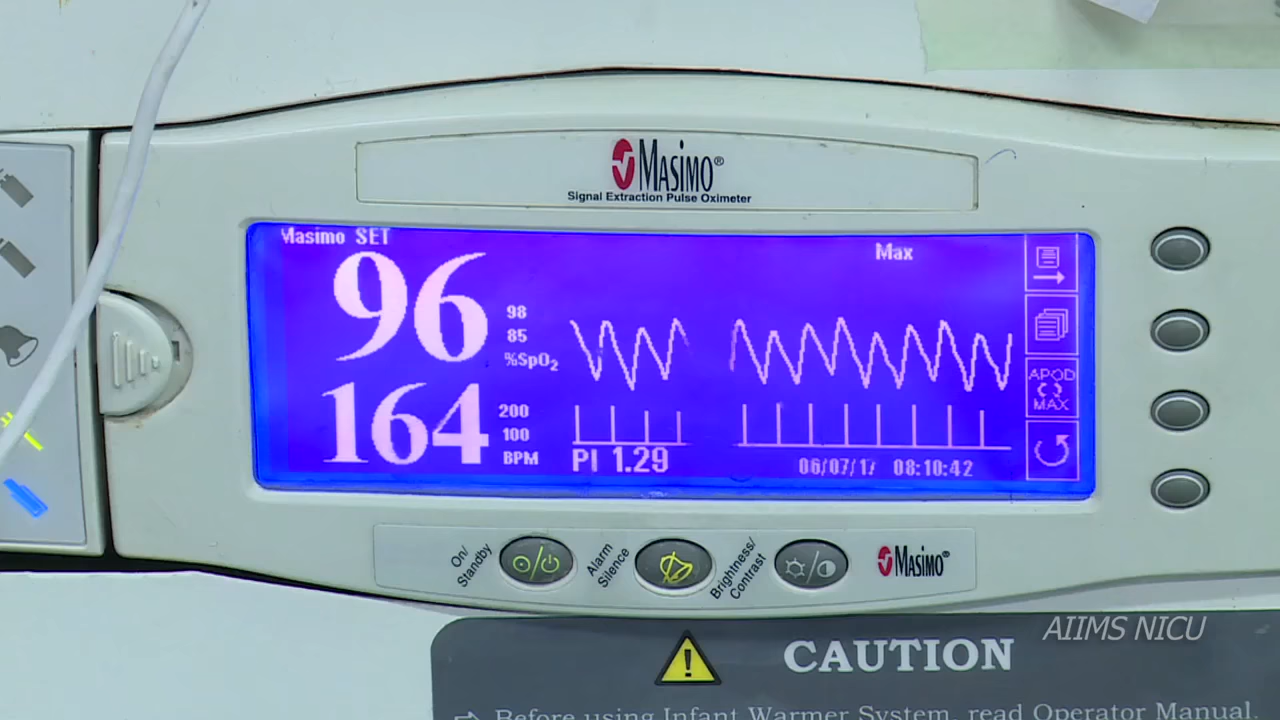 Masimo®
Signal Extraction Pulse Oximeter
Masimo SET
Max
96
98
85
%SpO2
164
200
100
BPM
PI 1.29
06/07/17 08:10:42
APOD
MAX
On/
Standby
Alarm
Silence
Brightness/
Contrast
Masimo®
AIIMS NICU
CAUTION
⇨ Before using Infant Warmer System, read Operator Manual.